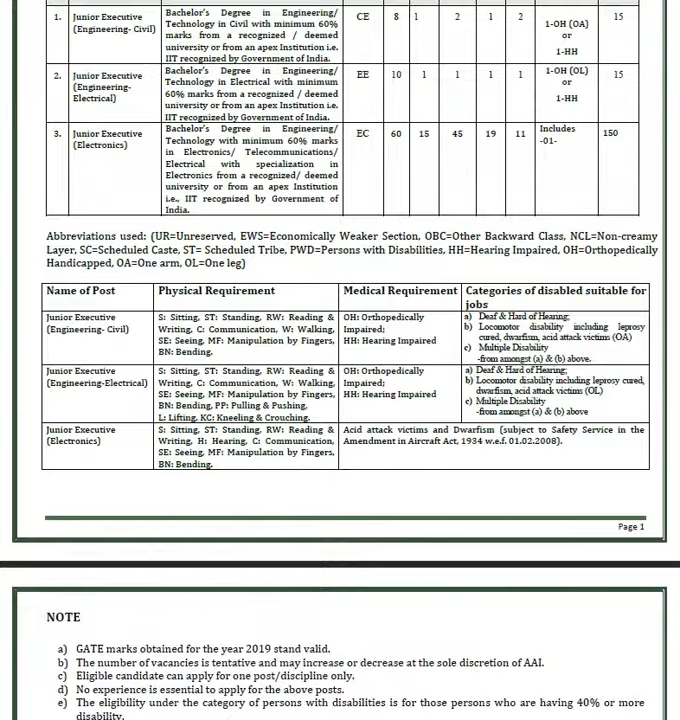 1. Junior Executive (Engineering- Civil) Bachelor's Degree in Engineering/ CE 8 1 2 1 2 1-OH (OA) or 1-HH 15
Technology in Civil with minimum 60%
marks from a recognized / deemed
university or from an apex Institution i.e.
IIT recognized by Government of India.
2. Junior Executive (Engineering- Electrical) Bachelor's Degree in Engineering/ EE 10 1 1 1 1 1-OH (OL) or 1-HH 15
Technology in Electrical with minimum
60% marks from a recognized / deemed
university or from an apex Institution i.e.
IIT recognized by Government of India.
3. Junior Executive (Electronics) Bachelor's Degree in Engineering/ EC 60 15 45 19 11 Includes -01- 150
Technology with minimum 60% marks
in Electronics/ Telecommunications/
Electrical with specialization in
Electronics from a recognized/ deemed
university or from an apex Institution
i.e., IIT recognized by Government of
India.
Abbreviations used: (UR=Unreserved, EWS=Economically Weaker Section, OBC=Other Backward Class, NCL=Non-creamy
Layer, SC=Scheduled Caste, ST= Scheduled Tribe, PWD=Persons with Disabilities, HH=Hearing Impaired, OH=Orthopedically
Handicapped, OA=One arm, OL=One leg)
Name of Post Physical Requirement Medical Requirement Categories of disabled suitable for
jobs
Junior Executive
(Engineering- Civil)
S: Sitting, ST: Standing, RW: Reading &
Writing, C: Communication, W: Walking,
SE: Seeing, MF: Manipulation by Fingers,
BN: Bending.
OH: Orthopedically
Impaired;
HH: Hearing Impaired
a) Deaf & Hard of Hearing;
b) Locomotor disability including leprosy
cured, dwarfism, acid attack victims (OA)
c) Multiple Disability
-from amongst (a) & (b) above.
Junior Executive
(Engineering-Electrical)
S: Sitting, ST: Standing, RW: Reading &
Writing, C: Communication, W: Walking,
SE: Seeing, MF: Manipulation by Fingers,
BN: Bending, PP: Pulling & Pushing,
L: Lifting, KC: Kneeling & Crouching.
OH: Orthopedically
Impaired;
HH: Hearing Impaired
a) Deaf & Hard of Hearing;
b) Locomotor disability including leprosy cured,
dwarfism, acid attack victims (OL)
c) Multiple Disability
-from amongst (a) & (b) above
Junior Executive
(Electronics)
S: Sitting, ST: Standing, RW: Reading &
Writing, H: Hearing, C: Communication,
SE: Seeing, MF: Manipulation by Fingers,
BN: Bending.
Acid attack victims and Dwarfism (subject to Safety Service in the
Amendment in Aircraft Act, 1934 w.e.f. 01.02.2008).
Page 1
NOTE
a) GATE marks obtained for the year 2019 stand valid.
b) The number of vacancies is tentative and may increase or decrease at the sole discretion of AAI.
c) Eligible candidate can apply for one post/discipline only.
d) No experience is essential to apply for the above posts.
e) The eligibility under the category of persons with disabilities is for those persons who are having 40% or more
disability.